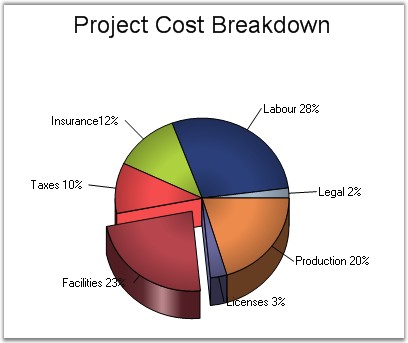 Project Cost Breakdown
Labour 28%
Insurance12%
Taxes 10%
Legal 2%
Production 20%
Facilities 23%
Licenses 3%